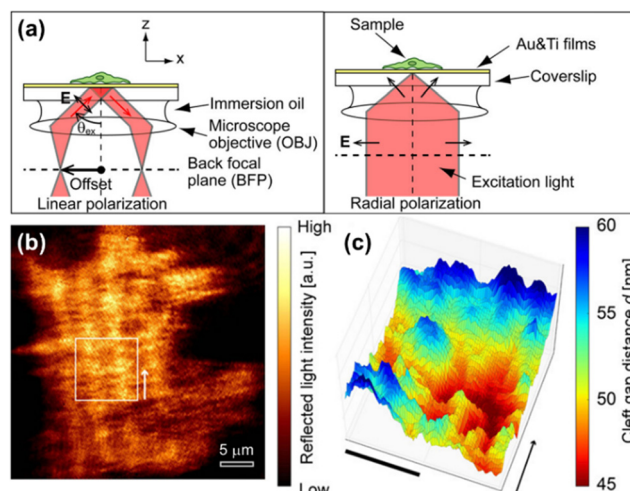 (a)
z
x
E
θex
Offset
Linear polarization
Immersion oil
Microscope
objective (OBJ)
Back focal
plane (BFP)
Sample
Au&Ti films
Coverslip
E
Excitation light
Radial polarization
(b)
5 μm
High
Reflected light intensity [a.u.]
Low
(c)
60
55
50
45
Cleft gap distance d [nm]